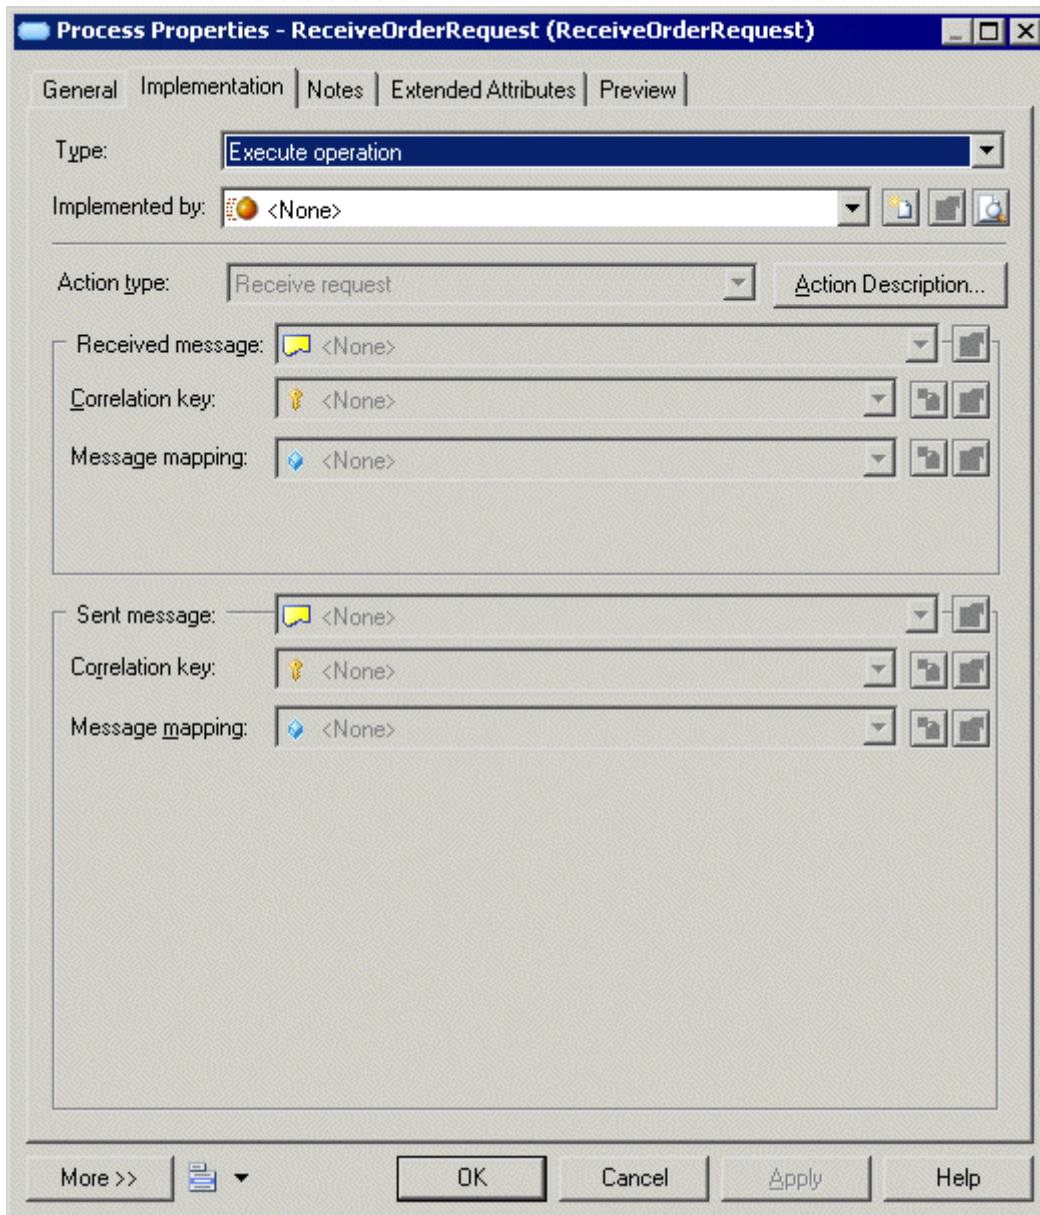 Process Properties - ReceiveOrderRequest (ReceiveOrderRequest)
General Implementation Notes Extended Attributes Preview
Type: Execute operation
Implemented by: <None>
Action type: Receive request Action Description...
Received message: <None>
Correlation key: <None>
Message mapping: <None>
Sent message: <None>
Correlation key: <None>
Message mapping: <None>
More >> OK Cancel Apply Help